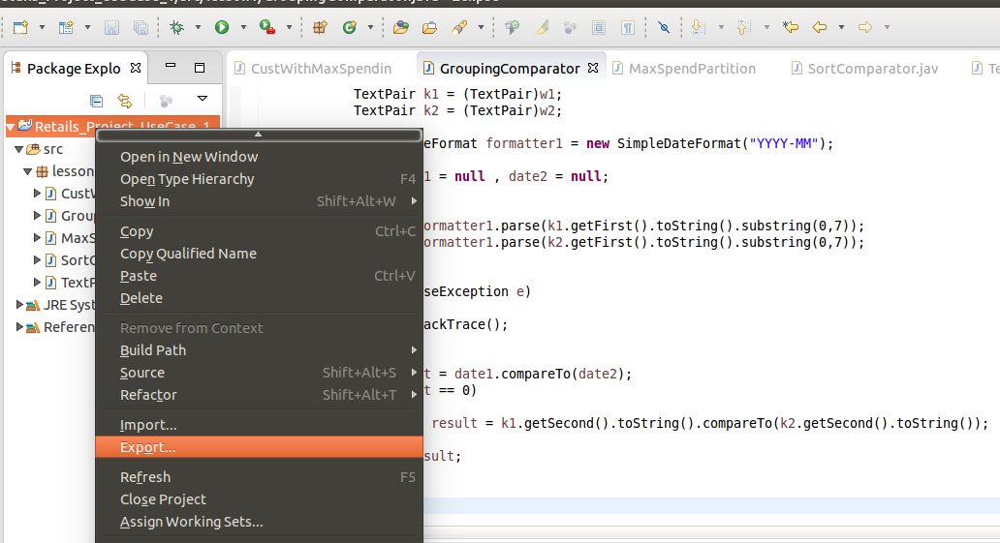 Package Explo
CustWithMaxSpendin
GroupingComparator
MaxSpendPartition
SortComparator.jav
Te
Retails_Project_UseCase_1
src
lesson
CustW
Group
MaxS
SortC
TextP
JRE Syst
Referen
Open in New Window
Open Type Hierarchy F4
Show In Shift+Alt+W
Copy Ctrl+C
Copy Qualified Name
Paste Ctrl+V
Delete
Remove from Context
Build Path
Source Shift+Alt+S
Refactor Shift+Alt+T
Import...
Export...
Refresh F5
Close Project
Assign Working Sets...
TextPair k1 = (TextPair)w1;
TextPair k2 = (TextPair)w2;
eFormat formatter1 = new SimpleDateFormat("YYYY-MM");
1 = null , date2 = null;
ormatter1.parse(k1.getFirst().toString().substring(0,7));
ormatter1.parse(k2.getFirst().toString().substring(0,7));
seException e)
ackTrace();
t = date1.compareTo(date2);
t == 0)
result = k1.getSecond().toString().compareTo(k2.getSecond().toString());
sult;